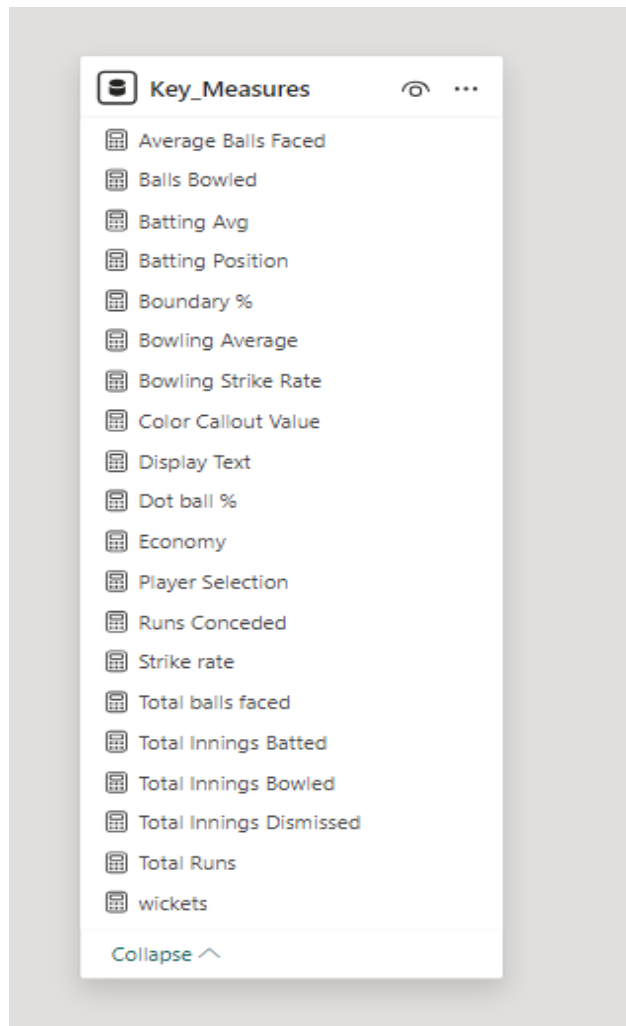 Key_Measures
Average Balls Faced
Balls Bowled
Batting Avg
Batting Position
Boundary %
Bowling Average
Bowling Strike Rate
Color Callout Value
Display Text
Dot ball %
Economy
Player Selection
Runs Conceded
Strike rate
Total balls faced
Total Innings Batted
Total Innings Bowled
Total Innings Dismissed
Total Runs
wickets
Collapse